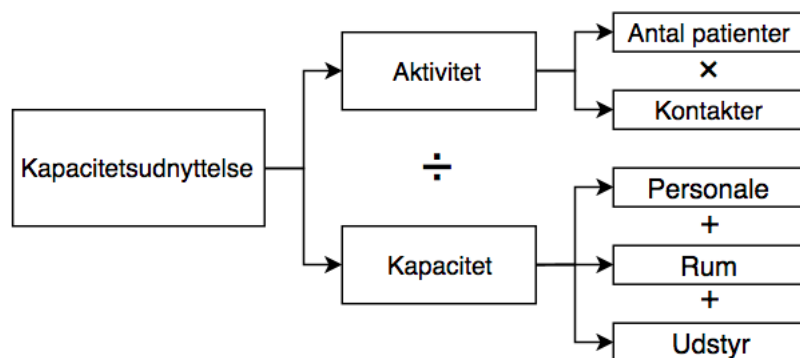 Antal patienter
×
Kontakter
Aktivitet
Kapacitetsudnyttelse
÷
Kapacitet
Personale
+
Rum
+
Udstyr